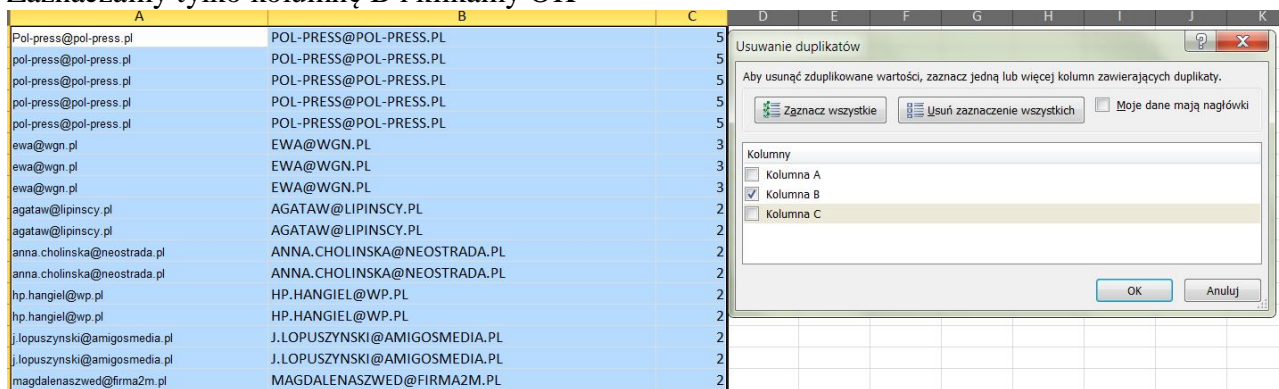 Zaznaczamy tylko kolumnę B i klikamy OK
A B C D E F G H I J K
Pol-press@pol-press.pl POL-PRESS@POL-PRESS.PL 5
pol-press@pol-press.pl POL-PRESS@POL-PRESS.PL 5
pol-press@pol-press.pl POL-PRESS@POL-PRESS.PL 5
pol-press@pol-press.pl POL-PRESS@POL-PRESS.PL 5
pol-press@pol-press.pl POL-PRESS@POL-PRESS.PL 5
ewa@wgn.pl EWA@WGN.PL 3
ewa@wgn.pl EWA@WGN.PL 3
ewa@wgn.pl EWA@WGN.PL 3
agataw@lipinscy.pl AGATAW@LIPINSCY.PL 2
agataw@lipinscy.pl AGATAW@LIPINSCY.PL 2
anna.cholinska@neostrada.pl ANNA.CHOLINSKA@NEOSTRADA.PL 2
anna.cholinska@neostrada.pl ANNA.CHOLINSKA@NEOSTRADA.PL 2
hp.hangiel@wp.pl HP.HANGIEL@WP.PL 2
hp.hangiel@wp.pl HP.HANGIEL@WP.PL 2
j.lopuszynski@amigosmedia.pl J.LOPUSZYNSKI@AMIGOSMEDIA.PL 2
j.lopuszynski@amigosmedia.pl J.LOPUSZYNSKI@AMIGOSMEDIA.PL 2
magdalenaszwed@firma2m.pl MAGDALENASZWED@FIRMA2M.PL 2
Usuwanie duplikatów
Aby usunąć zduplikowane wartości, zaznacz jedną lub więcej kolumn zawierających duplikaty.
Zaznacz wszystkie Usuń zaznaczenie wszystkich Moje dane mają nagłówki
Kolumny
Kolumna A
Kolumna B
Kolumna C
OK Anuluj